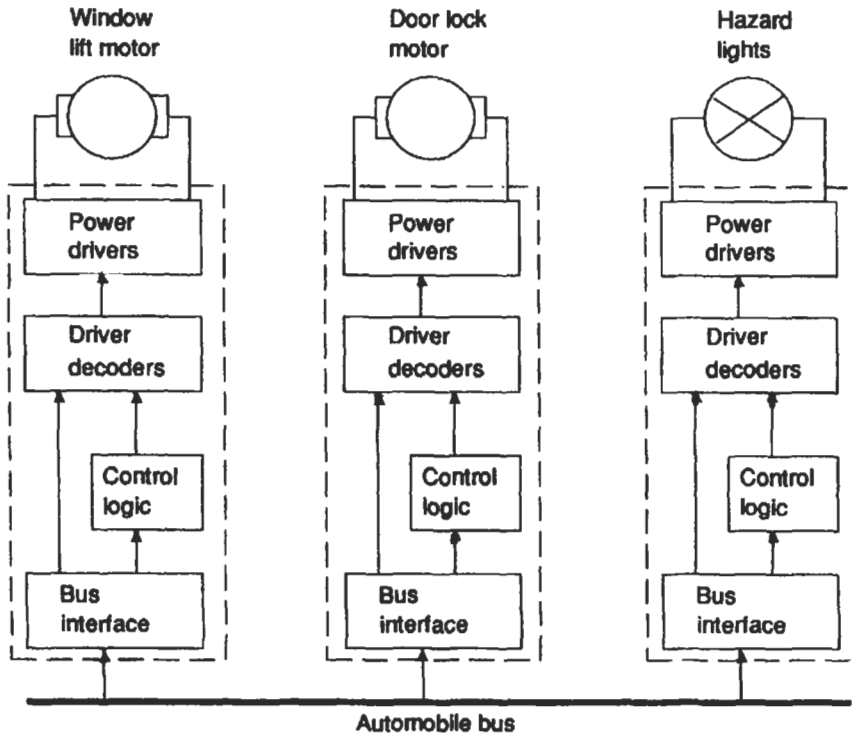 Window
lift motor
Door lock
motor
Hazard
lights
Power
drivers
Power
drivers
Power
drivers
Driver
decoders
Driver
decoders
Driver
decoders
Control
logic
Control
logic
Control
logic
Bus
interface
Bus
interface
Bus
interface
Automobile bus